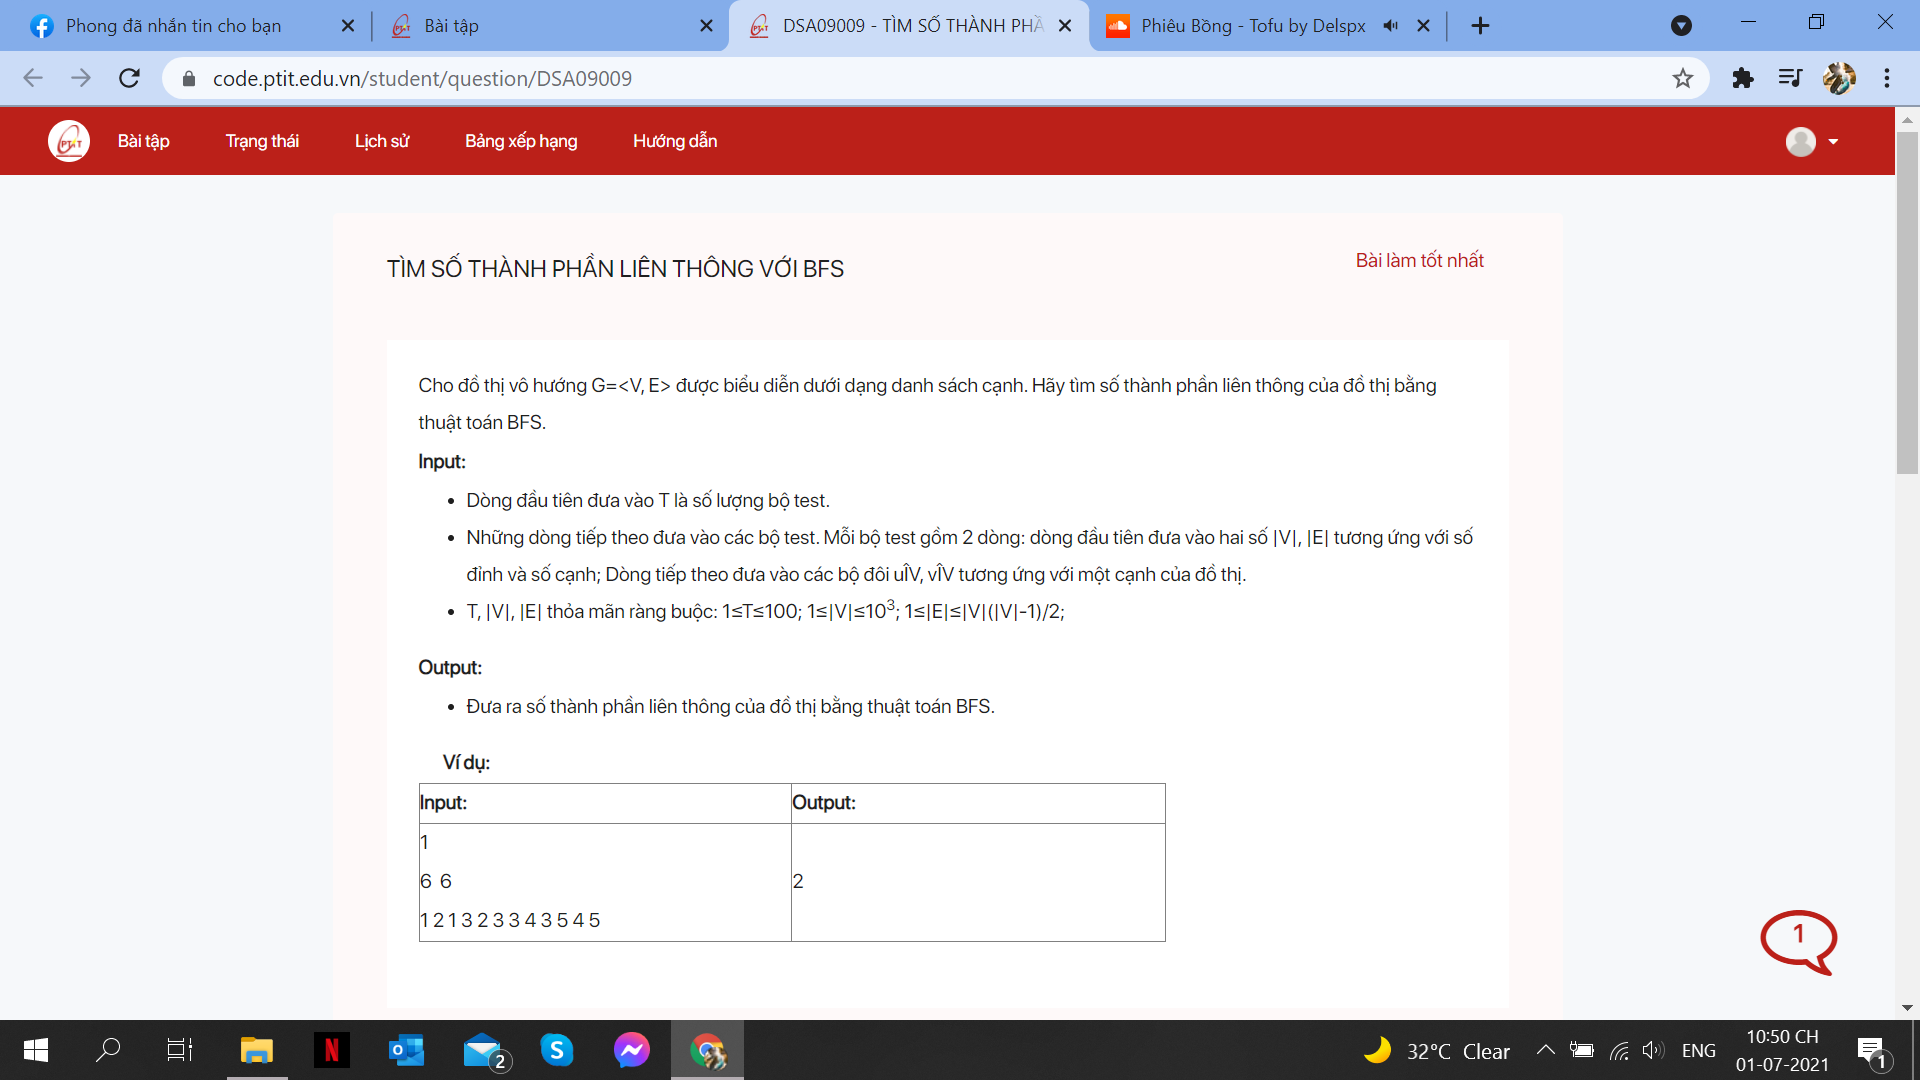 Phong đã nhắn tin cho bạn
Bài tập
DSA09009 - TÌM SỐ THÀNH PHẦ
Phiêu Bồng - Tofu by Delspx
code.ptit.edu.vn/student/question/DSA09009
PTIT
Bài tập
Trạng thái
Lịch sử
Bảng xếp hạng
Hướng dẫn
TÌM SỐ THÀNH PHẦN LIÊN THÔNG VỚI BFS
Bài làm tốt nhất
Cho đồ thị vô hướng G=<V, E> được biểu diễn dưới dạng danh sách cạnh. Hãy tìm số thành phần liên thông của đồ thị bằng
thuật toán BFS.
Input:
• Dòng đầu tiên đưa vào T là số lượng bộ test.
• Những dòng tiếp theo đưa vào các bộ test. Mỗi bộ test gồm 2 dòng: dòng đầu tiên đưa vào hai số |V|, |E| tương ứng với số
đỉnh và số cạnh; Dòng tiếp theo đưa vào các bộ đôi uÎV, vÎV tương ứng với một cạnh của đồ thị.
• T, |V|, |E| thỏa mãn ràng buộc: 1≤T≤100; 1≤|V|≤10³; 1≤|E|≤|V|(|V|-1)/2;
Output:
• Đưa ra số thành phần liên thông của đồ thị bằng thuật toán BFS.
Ví dụ:
Input:
Output:
1
6 6
1 2 1 3 2 3 3 4 3 5 4 5
2
1
N
2
S
32°C Clear
ENG
10:50 CH
01-07-2021
1